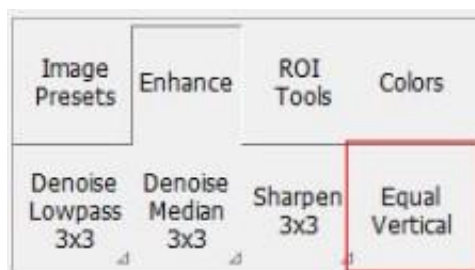 Image
Presets
Enhance
ROI
Tools
Colors
Denoise
Lowpass
3x3
Denoise
Median
3x3
Sharpen
3x3
Equal
Vertical